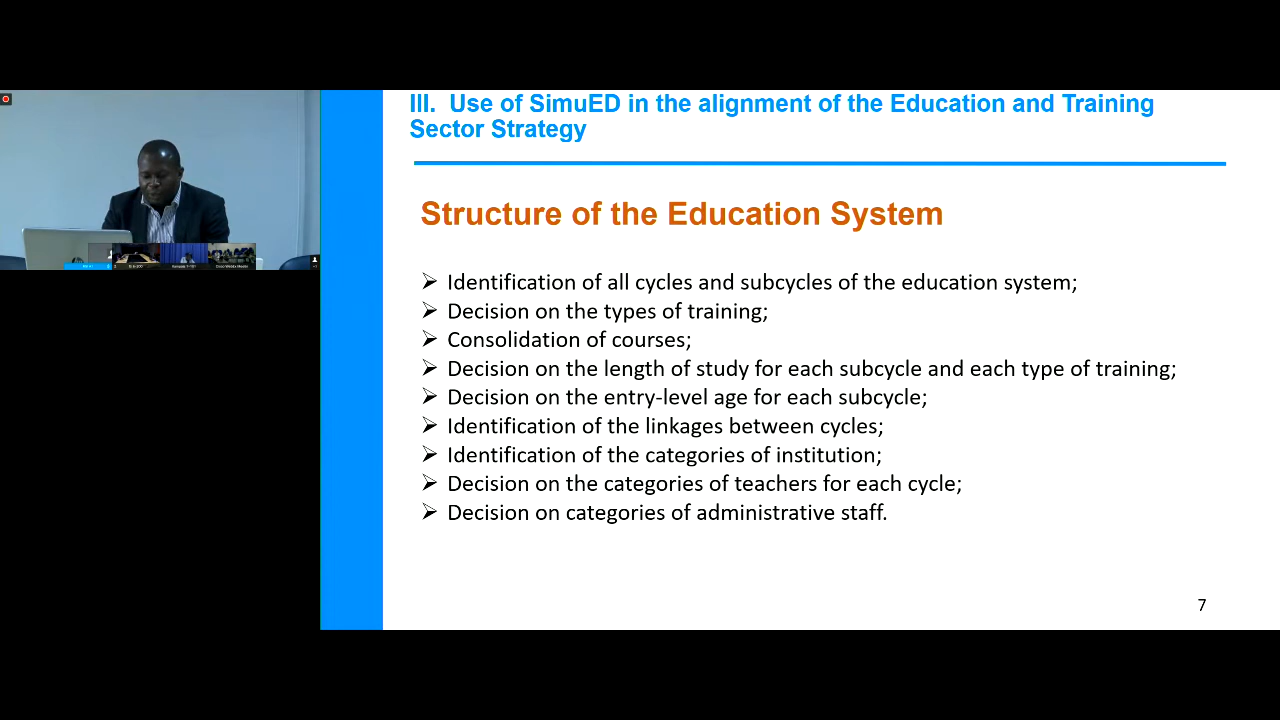 III. Use of SimuED in the alignment of the Education and Training
Sector Strategy
Structure of the Education System
➢ Identification of all cycles and subcycles of the education system;
➢ Decision on the types of training;
➢ Consolidation of courses;
➢ Decision on the length of study for each subcycle and each type of training;
➢ Decision on the entry-level age for each subcycle;
➢ Identification of the linkages between cycles;
➢ Identification of the categories of institution;
➢ Decision on the categories of teachers for each cycle;
➢ Decision on categories of administrative staff.
7